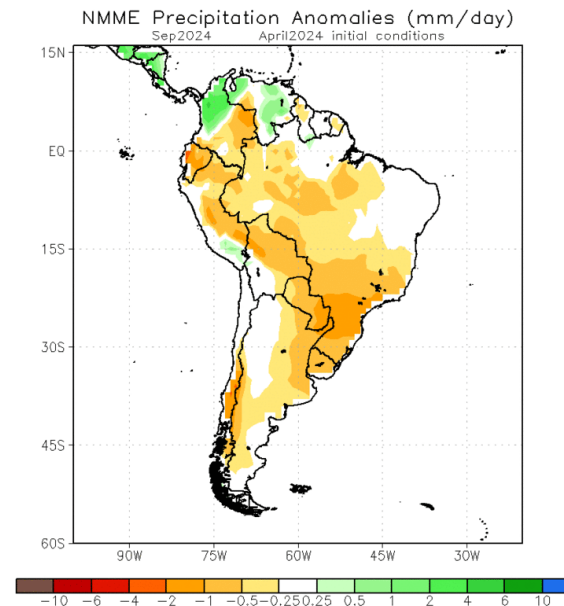 NMME Precipitation Anomalies (mm/day)
Sep2024 April2024 initial conditions
15N
EQ
15S
30S
45S
60S
90W 75W 60W 45W 30W
-10 -6 -4 -2 -1 -0.5 -0.25 0.25 0.5 1 2 4 6 10